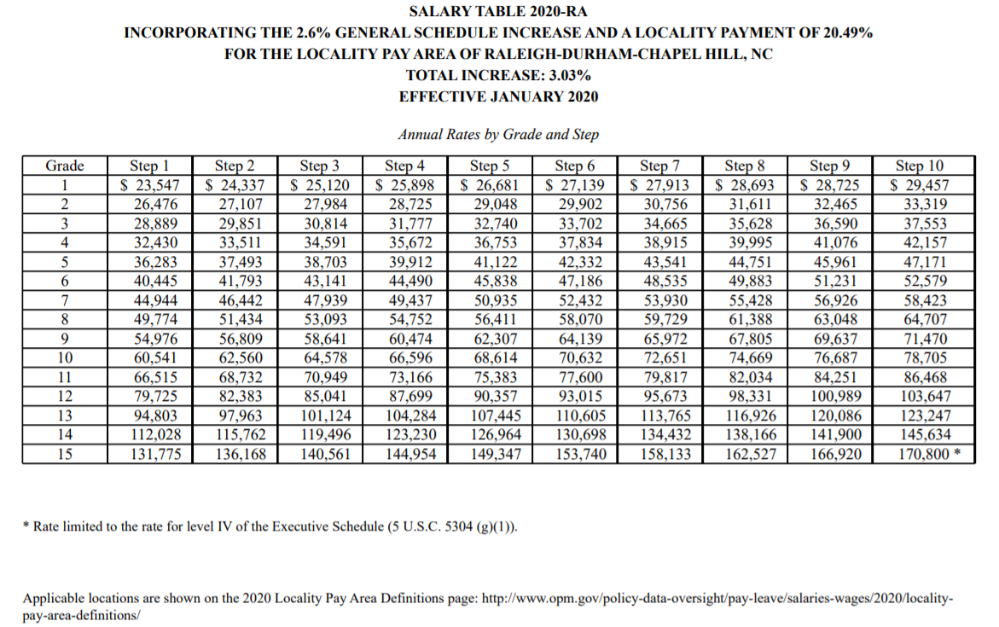 SALARY TABLE 2020-RA
INCORPORATING THE 2.6% GENERAL SCHEDULE INCREASE AND A LOCALITY PAYMENT OF 20.49%
FOR THE LOCALITY PAY AREA OF RALEIGH-DURHAM-CHAPEL HILL, NC
TOTAL INCREASE: 3.03%
EFFECTIVE JANUARY 2020
Annual Rates by Grade and Step
Grade Step 1 Step 2 Step 3 Step 4 Step 5 Step 6 Step 7 Step 8 Step 9 Step 10
1 $ 23,547 $ 24,337 $ 25,120 $ 25,898 $ 26,681 $ 27,139 $ 27,913 $ 28,693 $ 28,725 $ 29,457
2 26,476 27,107 27,984 28,725 29,048 29,902 30,756 31,611 32,465 33,319
3 28,889 29,851 30,814 31,777 32,740 33,702 34,665 35,628 36,590 37,553
4 32,430 33,511 34,591 35,672 36,753 37,834 38,915 39,995 41,076 42,157
5 36,283 37,493 38,703 39,912 41,122 42,332 43,541 44,751 45,961 47,171
6 40,445 41,793 43,141 44,490 45,838 47,186 48,535 49,883 51,231 52,579
7 44,944 46,442 47,939 49,437 50,935 52,432 53,930 55,428 56,926 58,423
8 49,774 51,434 53,093 54,752 56,411 58,070 59,729 61,388 63,048 64,707
9 54,976 56,809 58,641 60,474 62,307 64,139 65,972 67,805 69,637 71,470
10 60,541 62,560 64,578 66,596 68,614 70,632 72,651 74,669 76,687 78,705
11 66,515 68,732 70,949 73,166 75,383 77,600 79,817 82,034 84,251 86,468
12 79,725 82,383 85,041 87,699 90,357 93,015 95,673 98,331 100,989 103,647
13 94,803 97,963 101,124 104,284 107,445 110,605 113,765 116,926 120,086 123,247
14 112,028 115,762 119,496 123,230 126,964 130,698 134,432 138,166 141,900 145,634
15 131,775 136,168 140,561 144,954 149,347 153,740 158,133 162,527 166,920 170,800 *
* Rate limited to the rate for level IV of the Executive Schedule (5 U.S.C. 5304 (g)(1)).
Applicable locations are shown on the 2020 Locality Pay Area Definitions page: http://www.opm.gov/policy-data-oversight/pay-leave/salaries-wages/2020/locality-
pay-area-definitions/